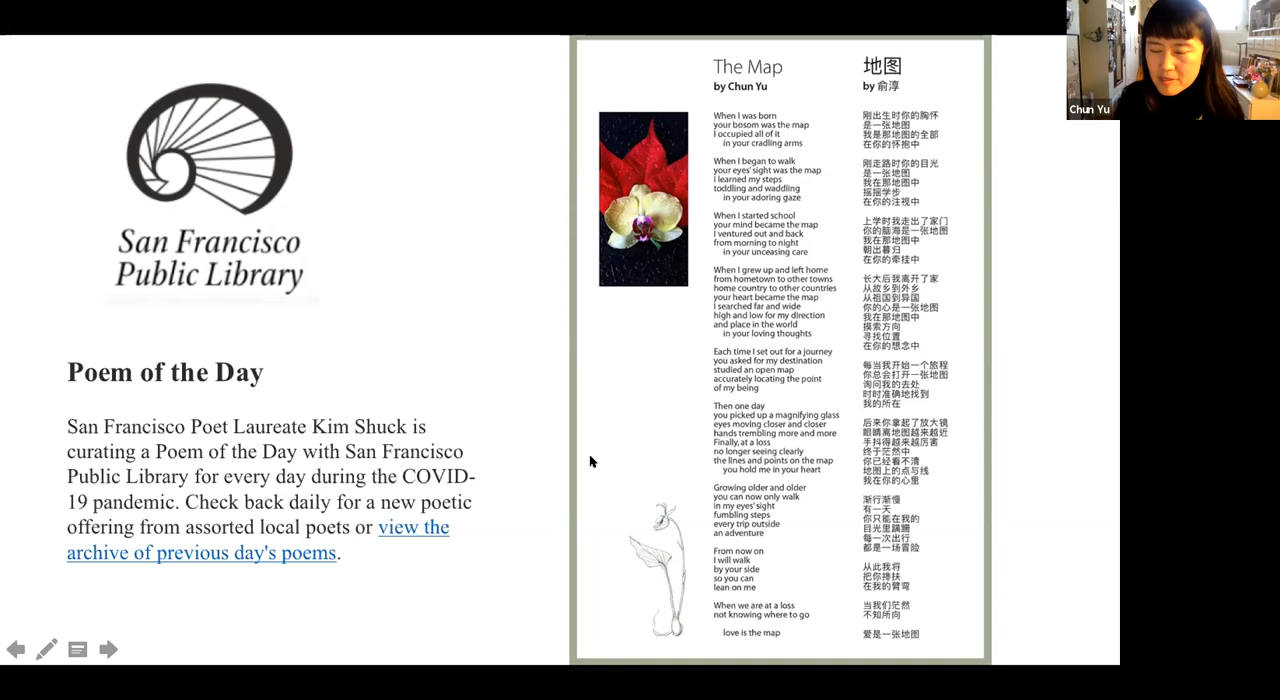 San Francisco
Public Library
Poem of the Day
San Francisco Poet Laureate Kim Shuck is
curating a Poem of the Day with San Francisco
Public Library for every day during the COVID-
19 pandemic. Check back daily for a new poetic
offering from assorted local poets or view the
archive of previous day's poems.
The Map
by Chun Yu
When I was born
your bosom was the map
I occupied all of it
in your cradling arms
When I began to walk
your eyes' sight was the map
I learned my steps
toddling and waddling
in your adoring gaze
When I started school
your mind became the map
I ventured out and back
from morning to night
in your unceasing care
When I grew up and left home
from hometown to other towns
home country to other countries
your heart became the map
I searched far and wide
high and low for my direction
and place in the world
in your loving thoughts
Each time I set out for a journey
you asked for my destination
studied an open map
accurately locating the point
of my being
Then one day
you picked up a magnifying glass
eyes moving closer and closer
hands trembling more and more
Finally, at a loss
no longer seeing clearly
the lines and points on the map
you hold me in your heart
Growing older and older
you can now only walk
in my eyes' sight
fumbling steps
every trip outside
an adventure
From now on
I will walk
by your side
so you can
lean on me
When we are at a loss
not knowing where to go
love is the map
地图
by 俞淳
刚出生时你的胸怀
是一张地图
我是那地图的全部
在你的怀抱中
刚走路时你的目光
是一张地图
我在那地图中
摇摇学步
在你的注视中
上学时我走出了家门
你的脑海是一张地图
我在那地图中
朝出暮归
在你的牵挂中
长大后我离开了家
从故乡到外乡
从祖国到异国
你的心是一张地图
我在那地图中
摸索方向
寻找位置
在你的想念中
每当我开始一个旅程
你总会打开一张地图
询问我的去处
时时准确地找到
我的所在
后来你拿起了放大镜
眼睛离地图越来越近
手抖得越来越厉害
终于茫然中
你已经看不清
地图上的点与线
我在你的心里
渐行渐慢
有一天
你只能在我的
目光里蹒跚
每一次出行
都是一场冒险
从此我将
把你搀扶
在我的臂弯
当我们茫然
不知所向
爱是一张地图
Chun Yu